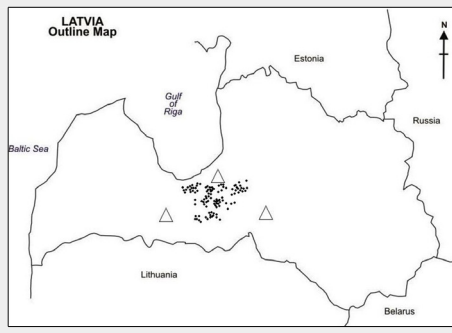 LATVIA
Outline Map
N
Estonia
Gulf
of
Riga
Russia
Baltic Sea
Lithuania
Belarus